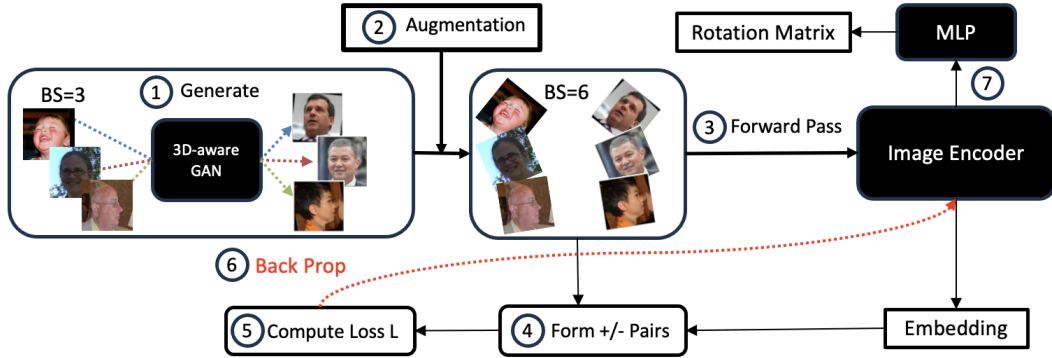 2 Augmentation
Rotation Matrix
MLP
BS=3
1 Generate
3D-aware
GAN
BS=6
3 Forward Pass
7
Image Encoder
6 Back Prop
5 Compute Loss L
4 Form +/- Pairs
Embedding